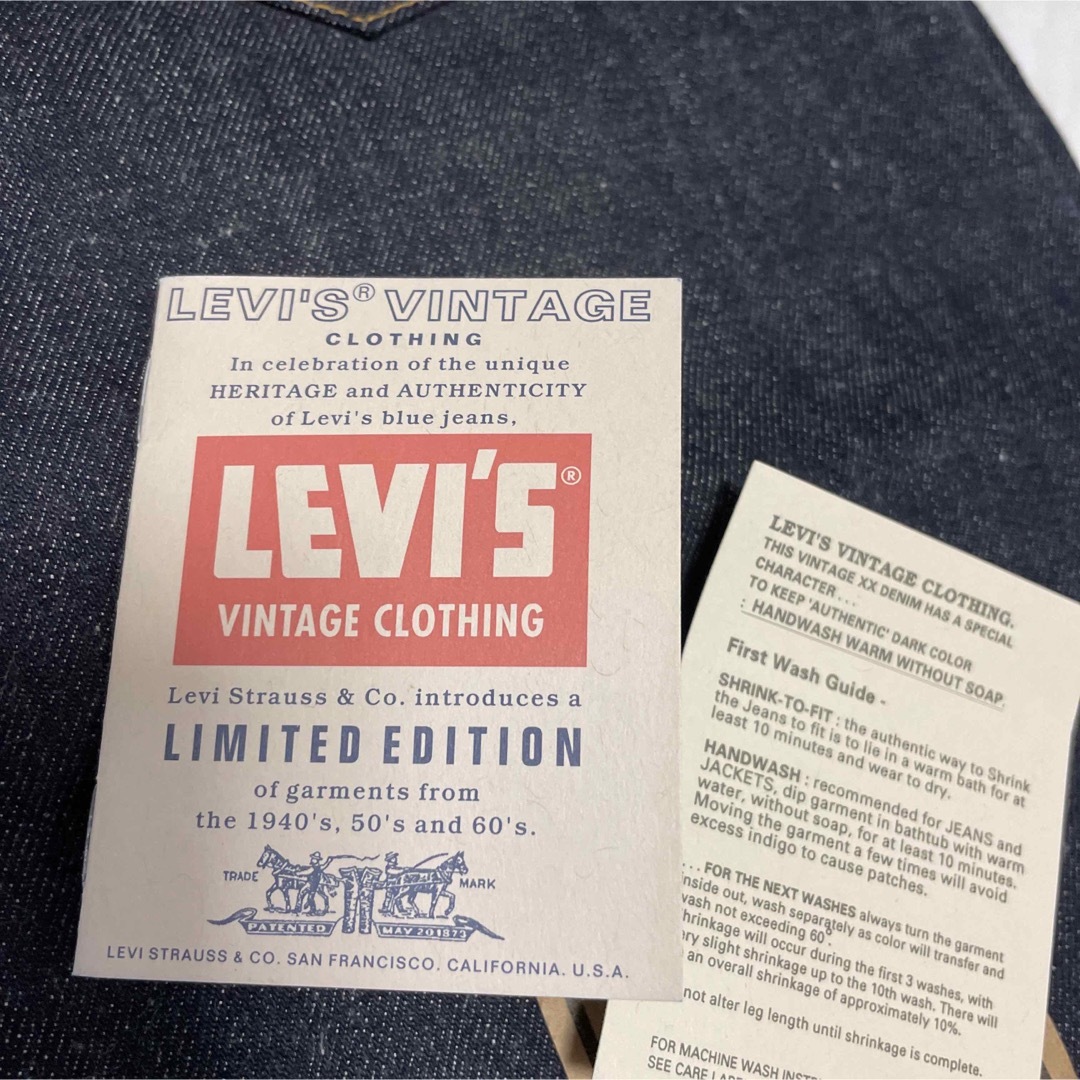 LEVI'S® VINTAGE
CLOTHING
In celebration of the unique
HERITAGE and AUTHENTICITY
of Levi's blue jeans,
LEVI'S®
VINTAGE CLOTHING
Levi Strauss & Co. introduces a
LIMITED EDITION
of garments from
the 1940's, 50's and 60's.
TRADE MARK
PATENTED MAY 20 1873
LEVI STRAUSS & CO. SAN FRANCISCO. CALIFORNIA. U.S.A.
LEVI'S VINTAGE CLOTHING.
THIS VINTAGE XX DENIM HAS A SPECIAL
CHARACTER...
TO KEEP 'AUTHENTIC' DARK COLOR
: HANDWASH WARM WITHOUT SOAP.
First Wash Guide -
SHRINK-TO-FIT : the authentic way to Shrink
the Jeans to fit is to lie in a warm bath for at
least 10 minutes and wear to dry.
HANDWASH : recommended for JEANS and
JACKETS, dip garment in bathtub with warm
water, without soap, for at least 10 minutes.
Moving the garment a few times will avoid
excess indigo to cause patches.
... FOR THE NEXT WASHES always turn the garment
inside out, wash separately as color will transfer and
wash not exceeding 60°.
shrinkage will occur during the first 3 washes, with
very slight shrinkage up to the 10th wash. There will
an overall shrinkage of approximately 10%.
not alter leg length until shrinkage is complete.
FOR MACHINE WASH
SEE CARE